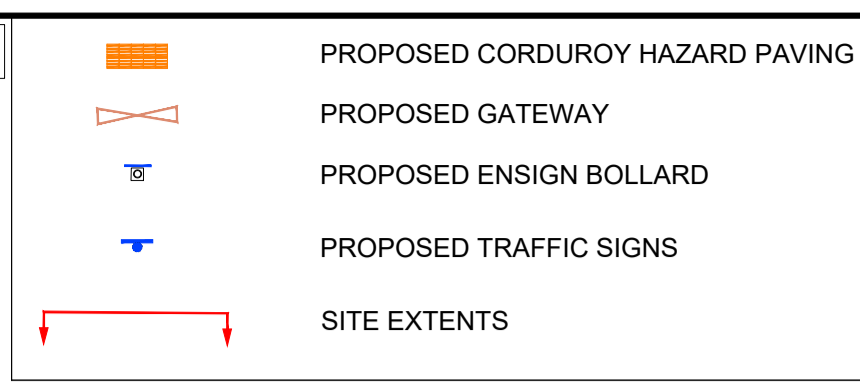 PROPOSED CORDUROY HAZARD PAVING
PROPOSED GATEWAY
PROPOSED ENSIGN BOLLARD
PROPOSED TRAFFIC SIGNS
SITE EXTENTS